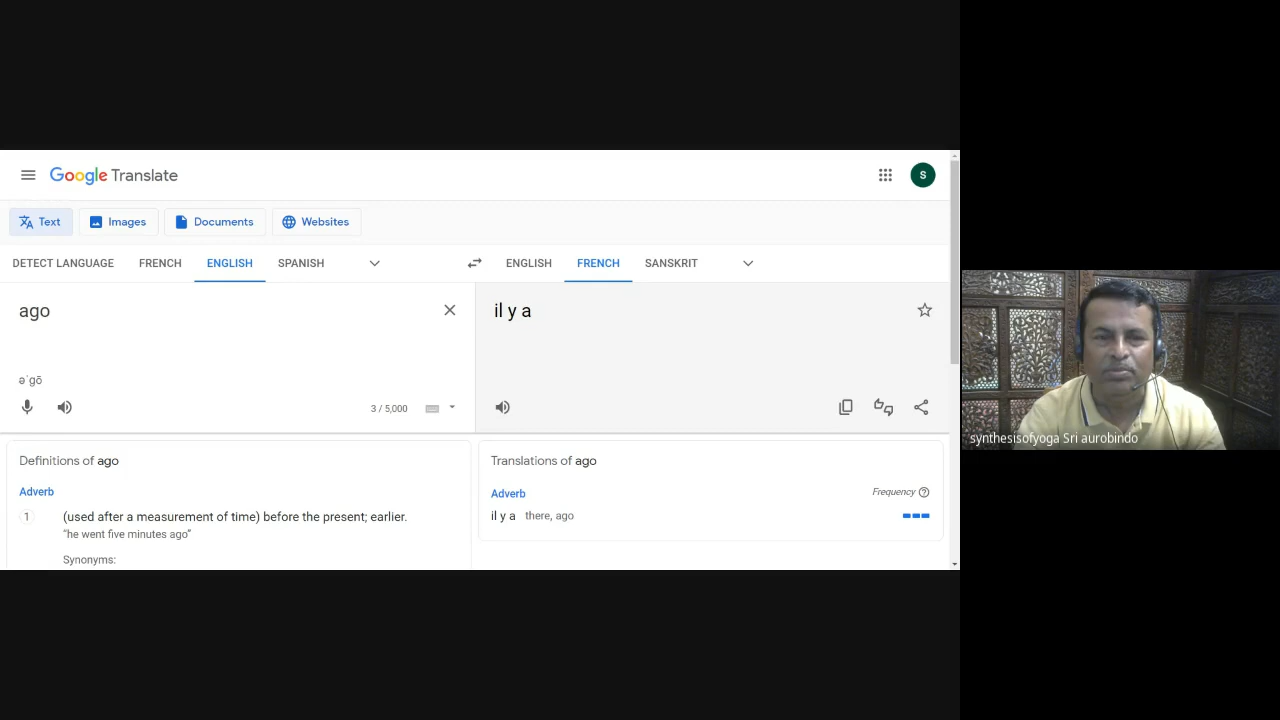 Google Translate
S
Text Images Documents Websites
DETECT LANGUAGE FRENCH ENGLISH SPANISH
ENGLISH FRENCH SANSKRIT
ago
il y a
əˈɡō
3 / 5,000
Definitions of ago
Adverb
1 (used after a measurement of time) before the present; earlier.
"he went five minutes ago"
Synonyms:
Translations of ago
Adverb Frequency
il y a there, ago
synthesisofyoga Sri aurobindo